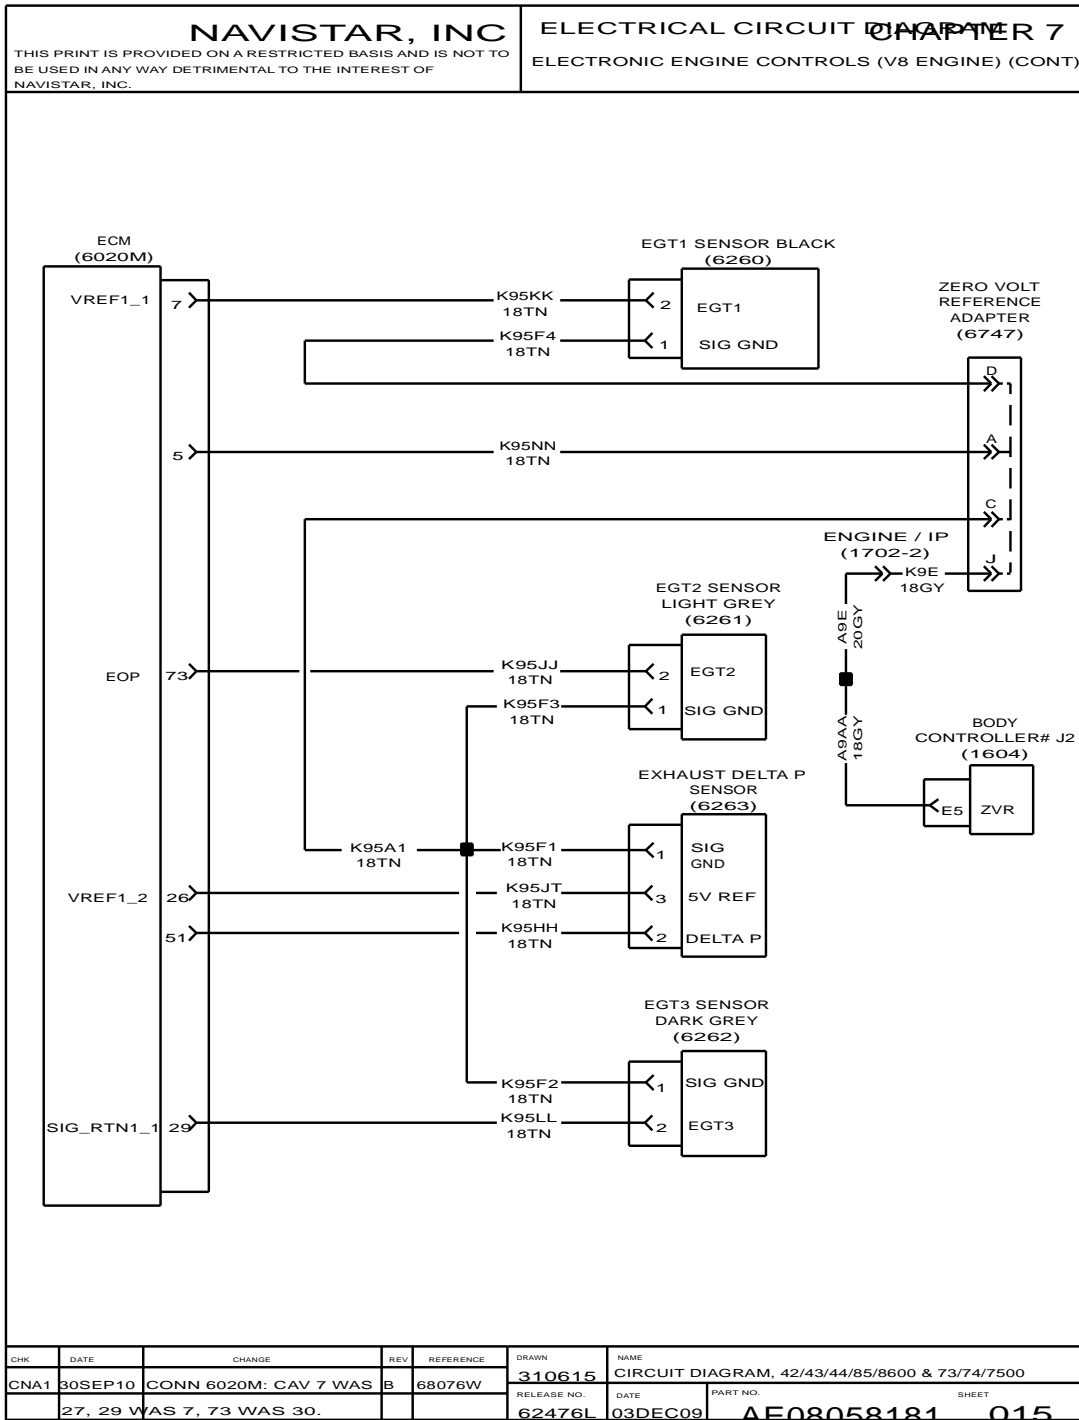 NAVISTAR, INC
THIS PRINT IS PROVIDED ON A RESTRICTED BASIS AND IS NOT TO
BE USED IN ANY WAY DETRIMENTAL TO THE INTEREST OF
NAVISTAR, INC.
ELECTRICAL CIRCUIT DIAGRAM
CHAPTER 7
ELECTRONIC ENGINE CONTROLS (V8 ENGINE) (CONT)
ECM
(6020M)
VREF1_1
7
K95KK
18TN
K95F4
18TN
EGT1 SENSOR BLACK
(6260)
2
EGT1
1
SIG GND
ZERO VOLT
REFERENCE
ADAPTER
(6747)
D
A
C
J
5
K95NN
18TN
ENGINE / IP
(1702-2)
K9E
18GY
A9E
20GY
A9AA
18GY
BODY
CONTROLLER# J2
(1604)
E5
ZVR
EOP
73
K95JJ
18TN
K95F3
18TN
EGT2 SENSOR
LIGHT GREY
(6261)
2
EGT2
1
SIG GND
EXHAUST DELTA P
SENSOR
(6263)
K95A1
18TN
K95F1
18TN
1
SIG
GND
VREF1_2
26
K95JT
18TN
3
5V REF
51
K95HH
18TN
2
DELTA P
EGT3 SENSOR
DARK GREY
(6262)
K95F2
18TN
1
SIG GND
SIG_RTN1_1
29
K95LL
18TN
2
EGT3
CHK
DATE
CHANGE
REV
REFERENCE
CNA1
30SEP10
CONN 6020M: CAV 7 WAS
B
68076W
27, 29 WAS 7, 73 WAS 30.
DRAWN
310615
NAME
CIRCUIT DIAGRAM, 42/43/44/85/8600 & 73/74/7500
RELEASE NO.
62476L
DATE
03DEC09
PART NO.
AE08058181
SHEET
015